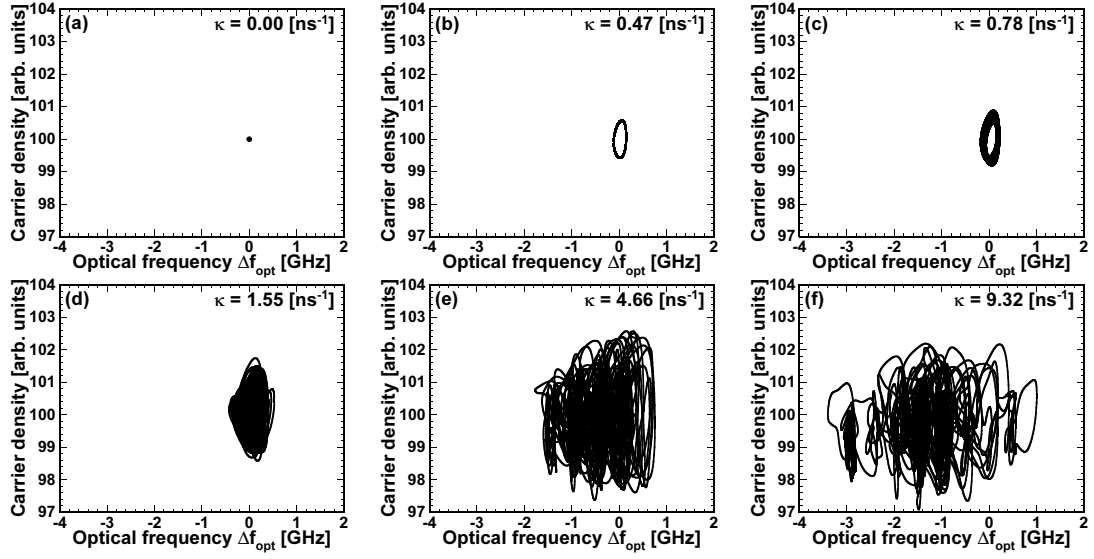 (a) κ = 0.00 [ns⁻¹]
Carrier density [arb. units]
104
103
102
101
100
99
98
97
-4 -3 -2 -1 0 1 2
Optical frequency Δf_opt [GHz]
(b) κ = 0.47 [ns⁻¹]
Carrier density [arb. units]
104
103
102
101
100
99
98
97
-4 -3 -2 -1 0 1 2
Optical frequency Δf_opt [GHz]
(c) κ = 0.78 [ns⁻¹]
Carrier density [arb. units]
104
103
102
101
100
99
98
97
-4 -3 -2 -1 0 1 2
Optical frequency Δf_opt [GHz]
(d) κ = 1.55 [ns⁻¹]
Carrier density [arb. units]
104
103
102
101
100
99
98
97
-4 -3 -2 -1 0 1 2
Optical frequency Δf_opt [GHz]
(e) κ = 4.66 [ns⁻¹]
Carrier density [arb. units]
104
103
102
101
100
99
98
97
-4 -3 -2 -1 0 1 2
Optical frequency Δf_opt [GHz]
(f) κ = 9.32 [ns⁻¹]
Carrier density [arb. units]
104
103
102
101
100
99
98
97
-4 -3 -2 -1 0 1 2
Optical frequency Δf_opt [GHz]